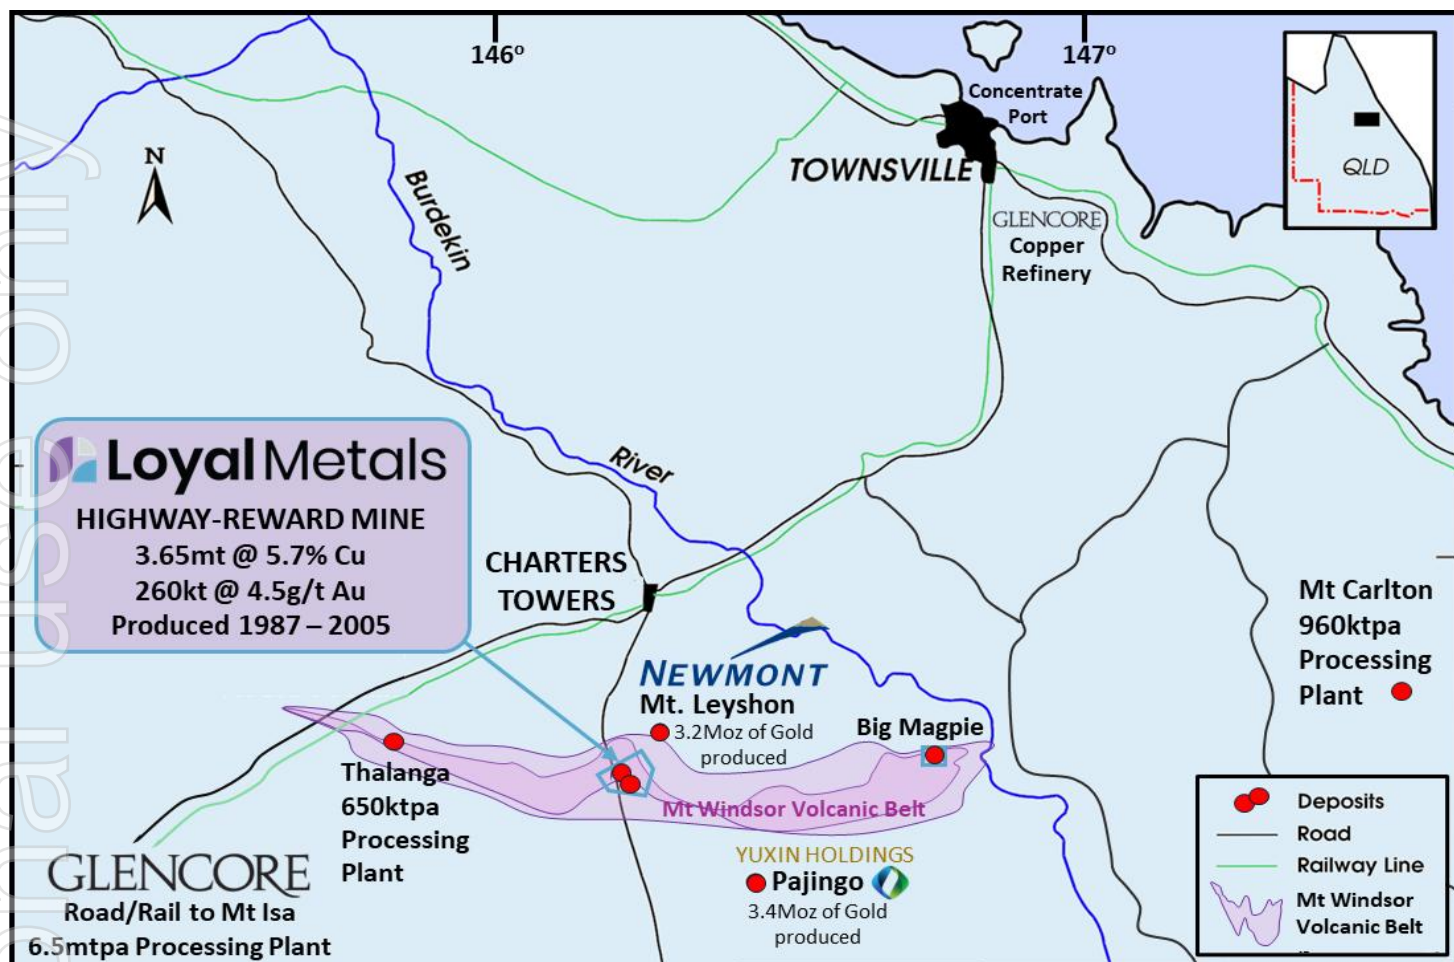 146º
147º
Concentrate
Port
N
TOWNSVILLE
QLD
Burdekin
GLENCORE
Copper
Refinery
Loyal Metals
HIGHWAY-REWARD MINE
3.65mt @ 5.7% Cu
260kt @ 4.5g/t Au
Produced 1987 – 2005
River
CHARTERS
TOWERS
Mt Carlton
960ktpa
Processing
Plant
NEWMONT
Mt. Leyshon
3.2Moz of Gold
produced
Big Magpie
Thalanga
650ktpa
Processing
Plant
Mt Windsor Volcanic Belt
YUXIN HOLDINGS
Pajingo
3.4Moz of Gold
produced
GLENCORE
Road/Rail to Mt Isa
6.5mtpa Processing Plant
Deposits
Road
Railway Line
Mt Windsor
Volcanic Belt
use only